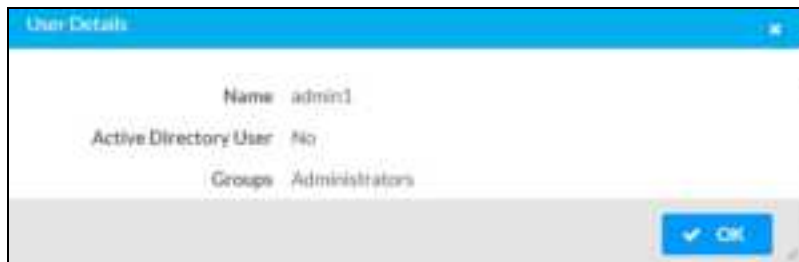 User Details
Name admin1
Active Directory User No
Groups Administrators
OK